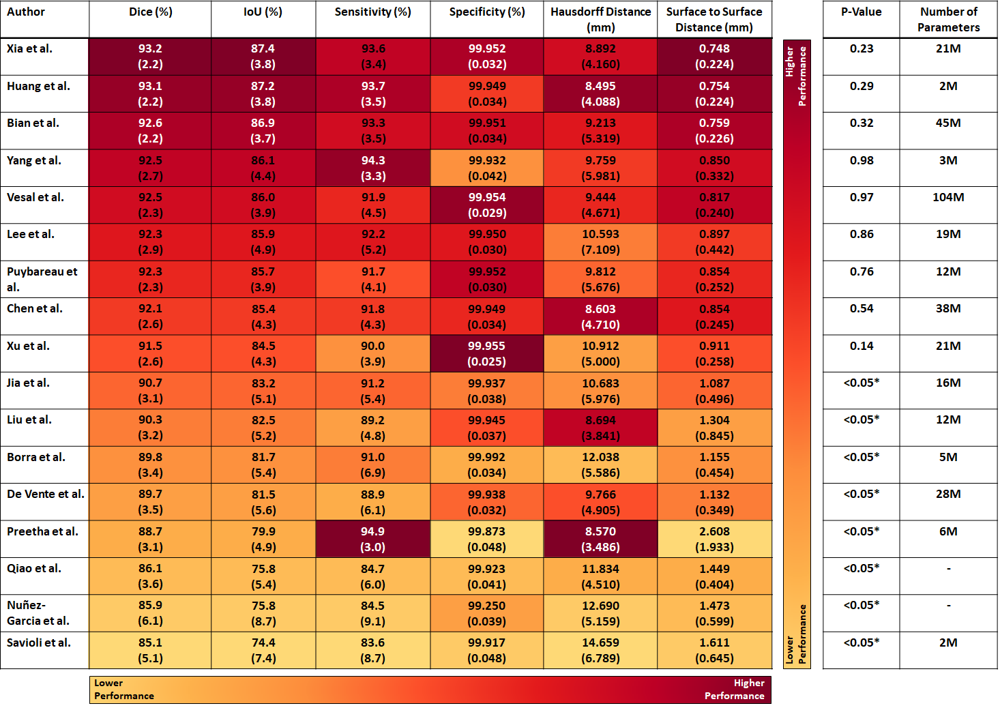 Author Dice (%) IoU (%) Sensitivity (%) Specificity (%) Hausdorff Distance (mm) Surface to Surface Distance (mm) P-Value Number of Parameters
Xia et al. 93.2 87.4 93.6 99.952 8.892 0.748 0.23 21M
(2.2) (3.8) (3.4) (0.032) (4.160) (0.224)
Huang et al. 93.1 87.2 93.7 99.949 8.495 0.754 0.29 2M
(2.2) (3.8) (3.5) (0.034) (4.088) (0.224)
Bian et al. 92.6 86.9 93.3 99.951 9.213 0.759 0.32 45M
(2.2) (3.7) (3.5) (0.034) (5.319) (0.226)
Yang et al. 92.5 86.1 94.3 99.932 9.759 0.850 0.98 3M
(2.7) (4.4) (3.3) (0.042) (5.981) (0.332)
Vesal et al. 92.5 86.0 91.9 99.954 9.444 0.817 0.97 104M
(2.3) (3.9) (4.5) (0.029) (4.671) (0.240)
Lee et al. 92.3 85.9 92.2 99.950 10.593 0.897 0.86 19M
(2.9) (4.9) (5.2) (0.030) (7.109) (0.442)
Puybareau et 92.3 85.7 91.7 99.952 9.812 0.854 0.76 12M
al. (2.3) (3.9) (4.1) (0.030) (5.676) (0.252)
Chen et al. 92.1 85.4 91.8 99.949 8.603 0.854 0.54 38M
(2.6) (4.3) (4.3) (0.034) (4.710) (0.245)
Xu et al. 91.5 84.5 90.0 99.955 10.912 0.911 0.14 21M
(2.6) (4.3) (3.9) (0.025) (5.000) (0.258)
Jia et al. 90.7 83.2 91.2 99.937 10.683 1.087 <0.05* 16M
(3.1) (5.1) (5.4) (0.038) (5.976) (0.496)
Liu et al. 90.3 82.5 89.2 99.945 8.694 1.304 <0.05* 12M
(3.2) (5.2) (4.8) (0.037) (3.841) (0.845)
Borra et al. 89.8 81.7 91.0 99.992 12.038 1.155 <0.05* 5M
(3.4) (5.4) (6.9) (0.034) (5.586) (0.454)
De Vente et al. 89.7 81.5 88.9 99.938 9.766 1.132 <0.05* 28M
(3.5) (5.6) (6.1) (0.032) (4.905) (0.349)
Preetha et al. 88.7 79.9 94.9 99.873 8.570 2.608 <0.05* 6M
(3.1) (4.9) (3.0) (0.048) (3.486) (1.933)
Qiao et al. 86.1 75.8 84.7 99.923 11.834 1.449 <0.05* -
(3.6) (5.4) (6.0) (0.041) (4.510) (0.404)
Nuñez- 85.9 75.8 84.5 99.250 12.690 1.473 <0.05* -
Garcia et al. (6.1) (8.7) (9.1) (0.039) (5.159) (0.599)
Savioli et al. 85.1 74.4 83.6 99.917 14.659 1.611 <0.05* 2M
(5.1) (7.4) (8.7) (0.048) (6.789) (0.645)
Higher
Performance
Lower
Performance
Lower
Performance
Higher
Performance